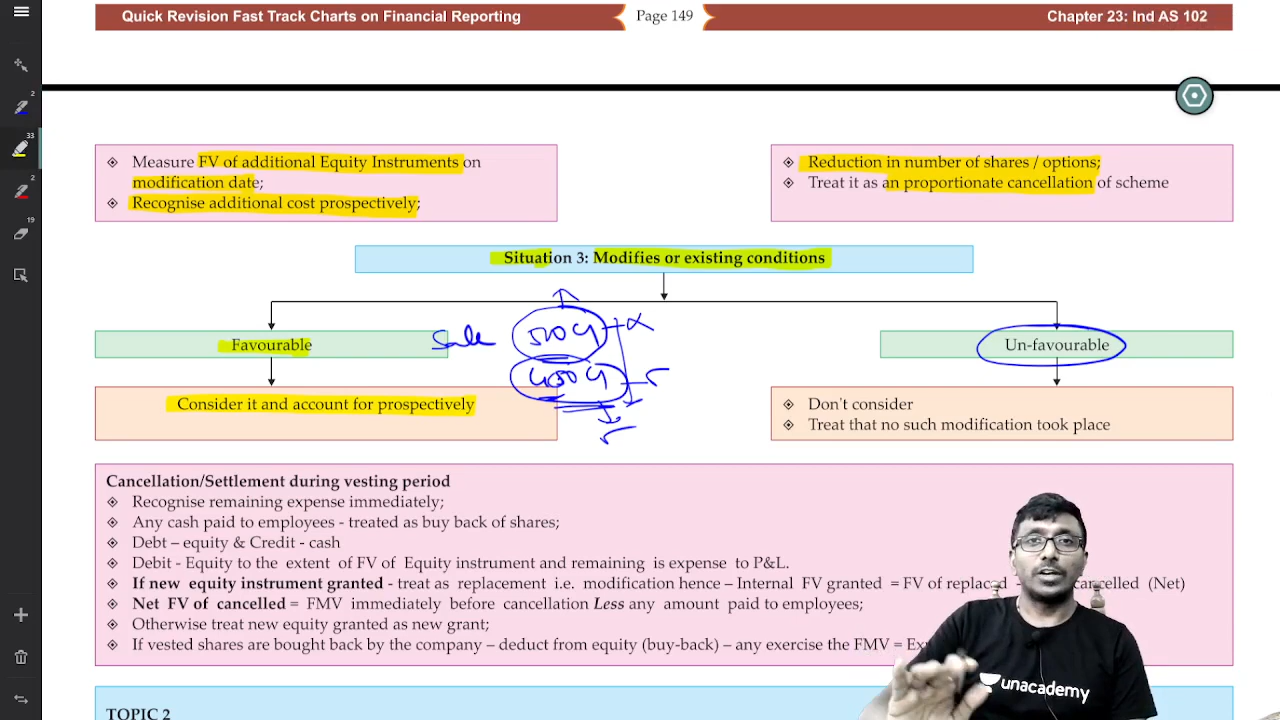 Quick Revision Fast Track Charts on Financial Reporting
Page 149
Chapter 23: Ind AS 102
2
33
2
19
Measure FV of additional Equity Instruments on
modification date;
Recognise additional cost prospectively;
Reduction in number of shares / options;
Treat it as an proportionate cancellation of scheme
Situation 3: Modifies or existing conditions
Favourable
Sale
Un-favourable
Consider it and account for prospectively
Don't consider
Treat that no such modification took place
Cancellation/Settlement during vesting period
Recognise remaining expense immediately;
Any cash paid to employees - treated as buy back of shares;
Debt – equity & Credit - cash
Debit - Equity to the extent of FV of Equity instrument and remaining is expense to P&L.
If new equity instrument granted - treat as replacement i.e. modification hence – Internal FV granted = FV of replaced - cancelled (Net)
Net FV of cancelled = FMV immediately before cancellation Less any amount paid to employees;
Otherwise treat new equity granted as new grant;
If vested shares are bought back by the company – deduct from equity (buy-back) – any exercise the FMV =
unacademy
TOPIC 2